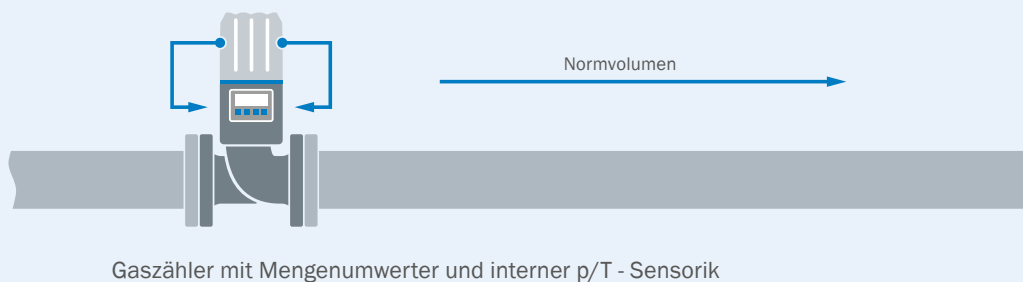 Normvolumen
Gaszähler mit Mengenumwerter und interner p/T - Sensorik